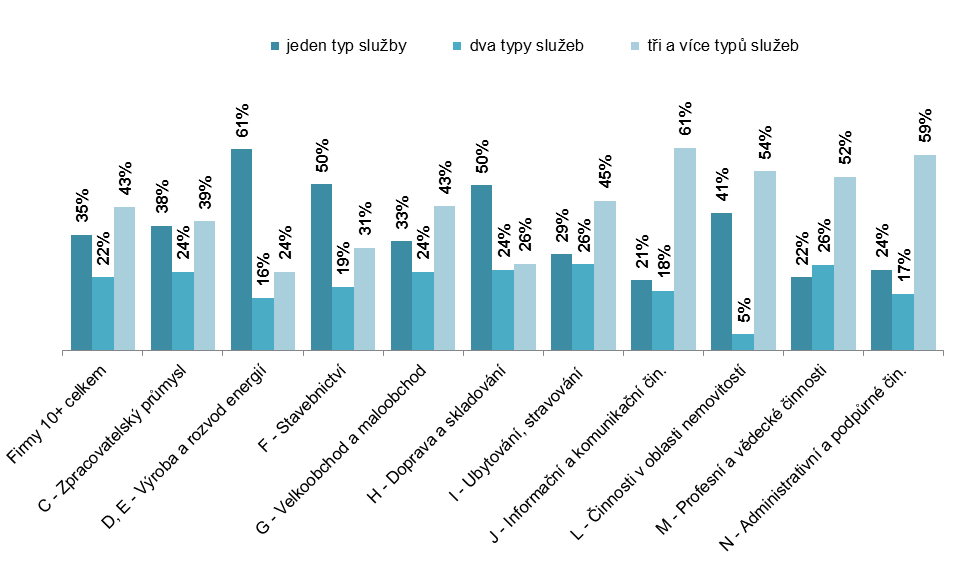 jeden typ služby
dva typy služeb
tři a více typů služeb
35%
22%
43%
38%
24%
39%
61%
16%
24%
50%
19%
31%
33%
24%
43%
50%
24%
26%
29%
26%
45%
21%
18%
61%
41%
5%
54%
22%
26%
52%
24%
17%
59%
Firmy 10+ celkem
C - Zpracovatelský průmysl
D, E - Výroba a rozvod energií
F - Stavebnictví
G - Velkoobchod a maloobchod
H - Doprava a skladování
I - Ubytování, stravování
J - Informační a komunikační čin.
L - Činnosti v oblasti nemovitostí
M - Profesní a vědecké činnosti
N - Administrativní a podpůrné čin.